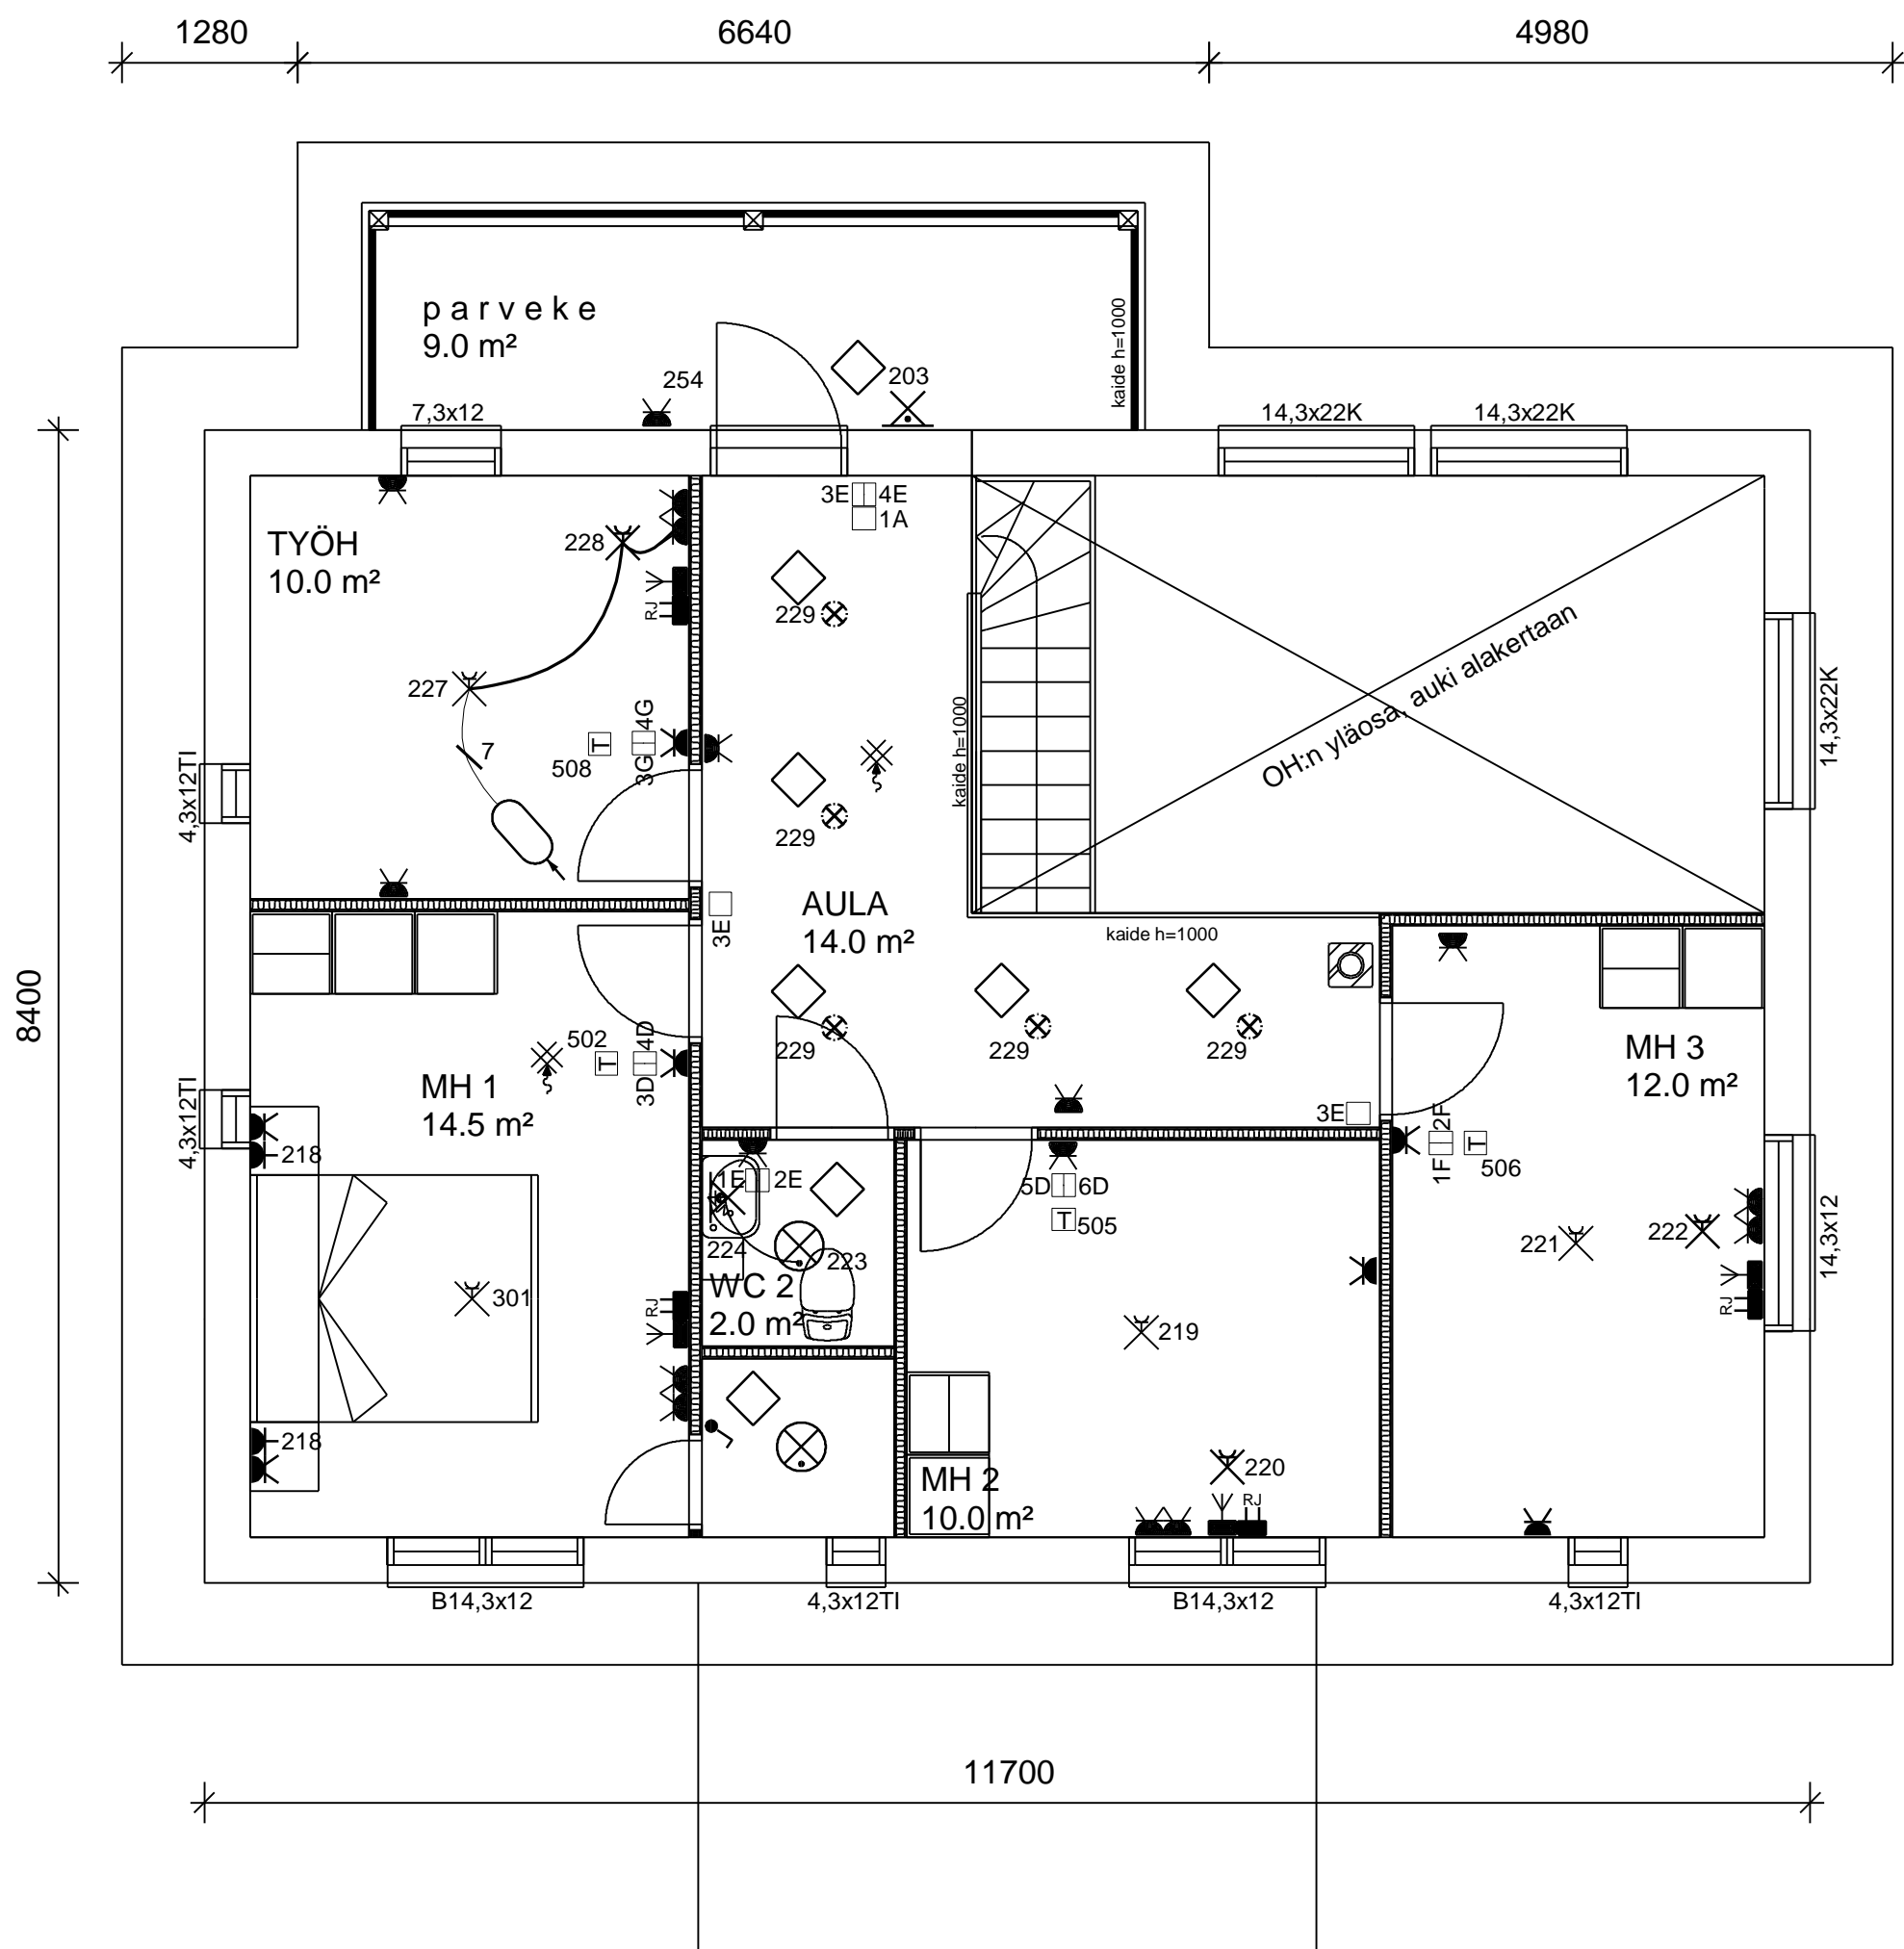 1280
6640
4980
parveke
9.0 m²
kaide h=1000
254
203
7,3x12
14,3x22K
14,3x22K
3E
4E
1A
TYÖH
10.0 m²
228
RJ
229
227
7
508
3G
4G
229
kaide h=1000
OH:n yläosa, auki alakertaan
14,3x22K
4,3x12TI
8400
3E
AULA
14.0 m²
kaide h=1000
502
3D
4D
229
229
229
MH 1
14.5 m²
4,3x12TI
218
3E
MH 3
12.0 m²
1F
2F
506
1E
2E
5D
6D
505
224
223
WC 2
2.0 m²
221
222
RJ
14,3x12
301
RJ
219
218
220
RJ
MH 2
10.0 m²
T
T
T
T
B14,3x12
4,3x12TI
B14,3x12
4,3x12TI
11700